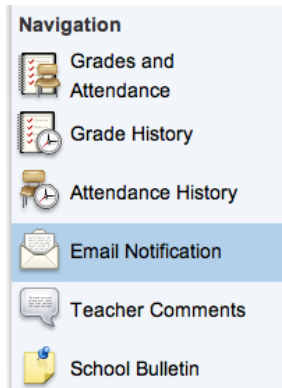 Navigation
Grades and
Attendance
Grade History
Attendance History
Email Notification
Teacher Comments
School Bulletin